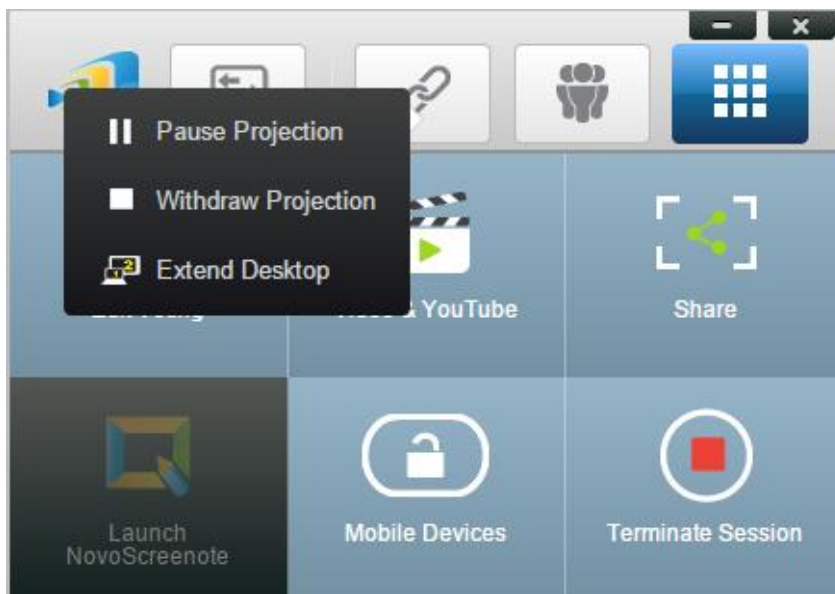 Pause Projection
Withdraw Projection
Extend Desktop
& YouTube
Share
Launch
NovoScreenote
Mobile Devices
Terminate Session